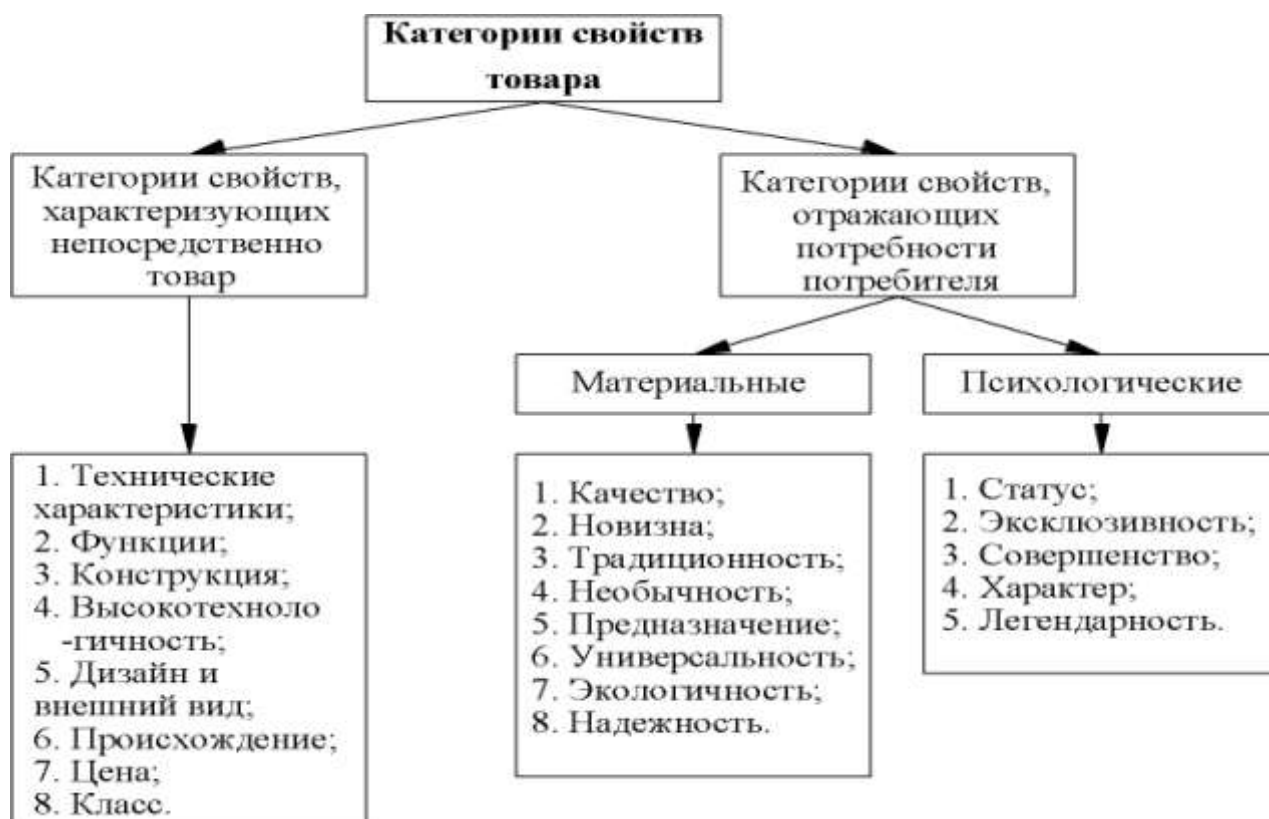 Категории свойств
товара
Категории свойств,
характеризующих
непосредственно
товар
Категории свойств,
отражающих
потребности
потребителя
Материальные
Психологические
1. Технические
характеристики;
2. Функции;
3. Конструкция;
4. Высокотехноло
-гичность;
5. Дизайн и
внешний вид;
6. Происхождение;
7. Цена;
8. Класс.
1. Качество;
2. Новизна;
3. Традиционность;
4. Необычность;
5. Предназначение;
6. Универсальность;
7. Экологичность;
8. Надежность.
1. Статус;
2. Эксклюзивность;
3. Совершенство;
4. Характер;
5. Легендарность.